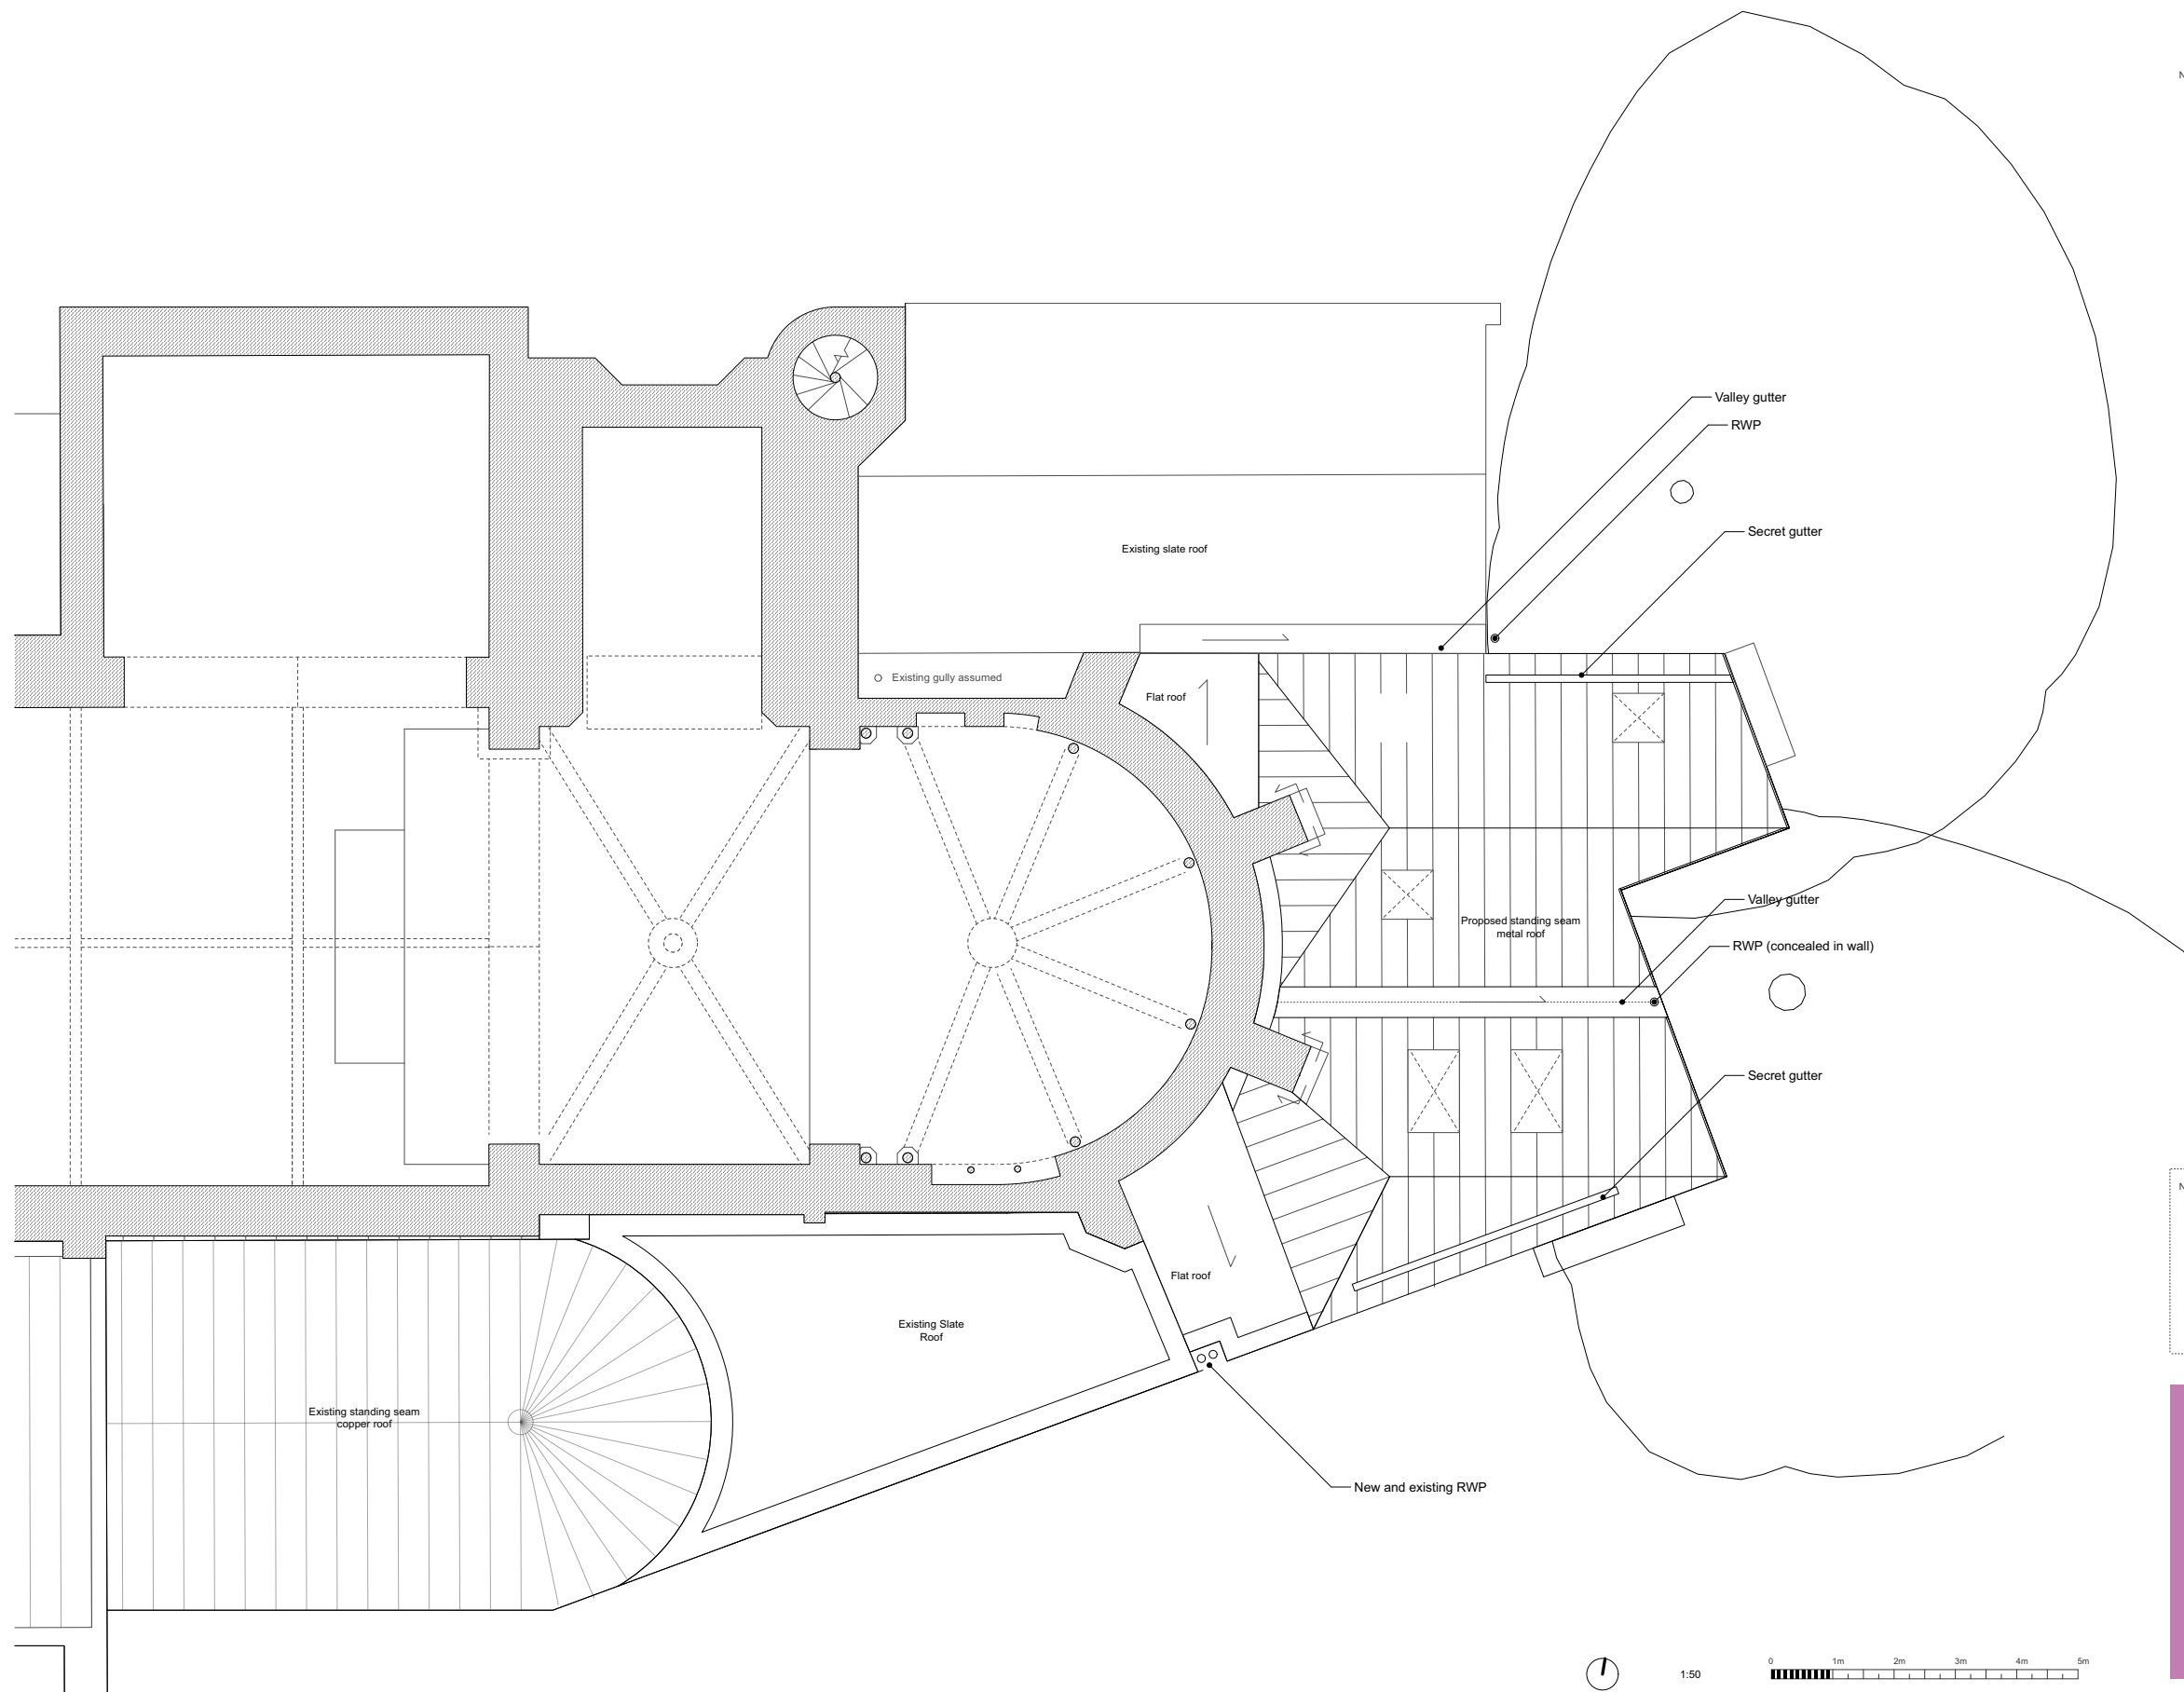 N
Valley gutter
RWP
Secret gutter
Existing slate roof
Existing gully assumed
Flat roof
Valley gutter
Proposed standing seam
metal roof
RWP (concealed in wall)
Secret gutter
N
Flat roof
Existing Slate
Roof
Existing standing seam
copper roof
New and existing RWP
0 1m 2m 3m 4m 5m
1:50